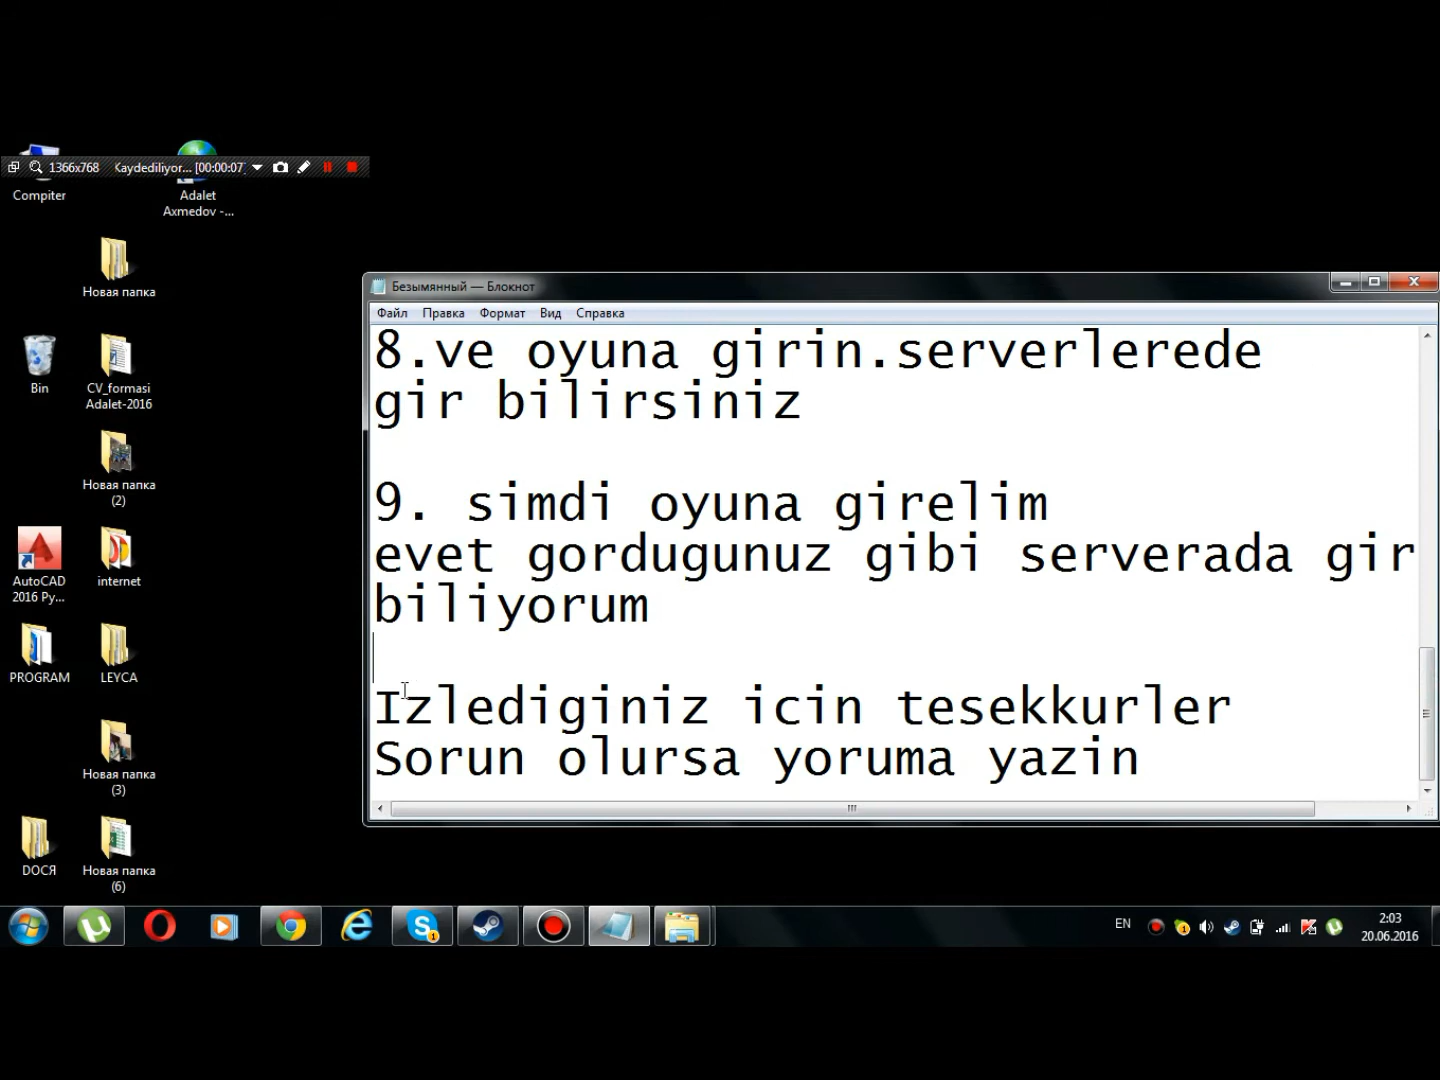 1366x768 Kaydediliyor... [00:00:07]
Compiter
Adalet
Axmedov -...
Новая папка
Bin
CV_formasi
Adalet-2016
Новая папка
(2)
AutoCAD
2016 Ру...
internet
PROGRAM
LEYCA
Новая папка
(3)
DОСЯ
Новая папка
(6)
Безымянный — Блокнот
Файл Правка Формат Вид Справка
8.ve oyuna girin.serverlerede
gir bilirsiniz
9. simdi oyuna girelim
evet gordugunuz gibi serverada gir
biliyorum
Izlediginiz icin tesekkurler
Sorun olursa yoruma yazin
EN
2:03
20.06.2016